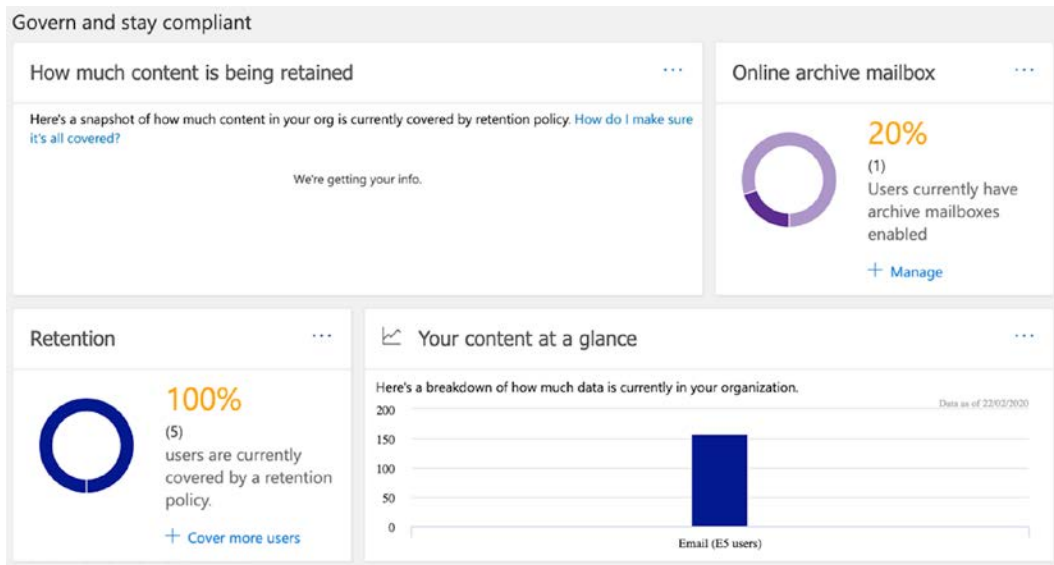 Govern and stay compliant
How much content is being retained
...
Here's a snapshot of how much content in your org is currently covered by retention policy. How do I make sure
it's all covered?
We're getting your info.
Online archive mailbox
...
20%
(1)
Users currently have
archive mailboxes
enabled
+ Manage
Retention
...
100%
(5)
users are currently
covered by a retention
policy.
+ Cover more users
Your content at a glance
...
Here's a breakdown of how much data is currently in your organization.
Data as of 22/02/2020
200
150
100
50
0
Email (E5 users)